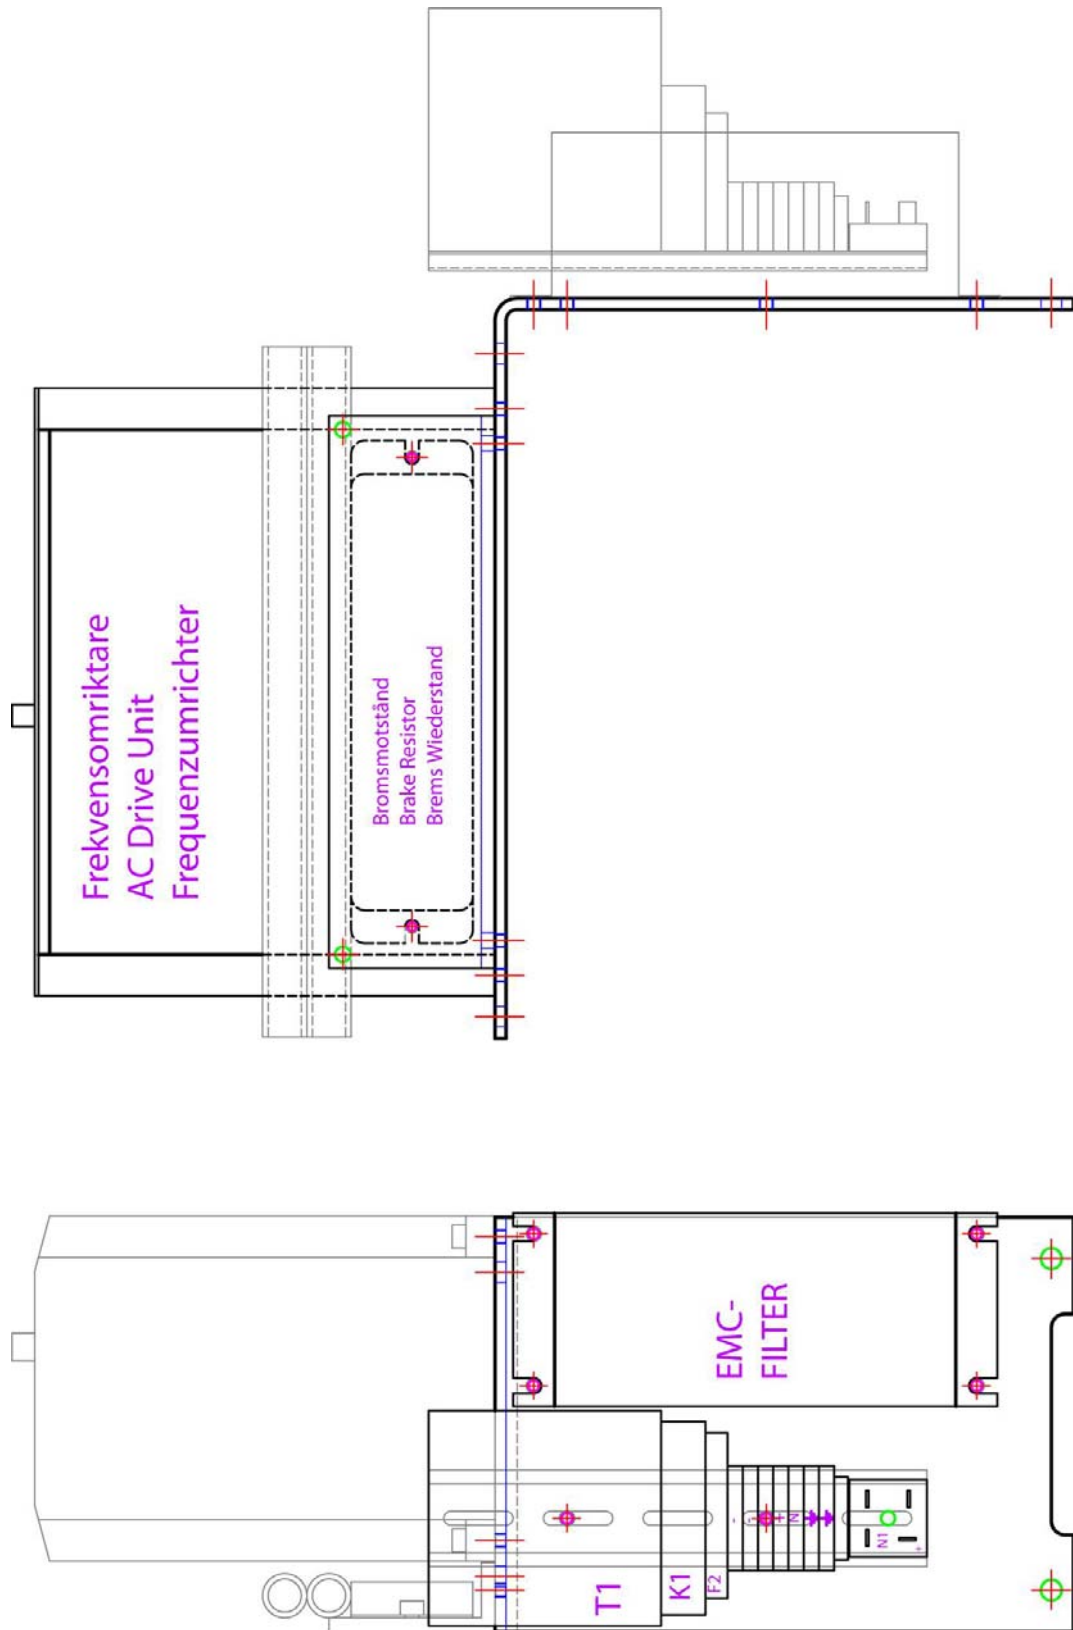 Frekvensomriktare
AC Drive Unit
Frequenzumrichter
Bromsmotstånd
Brake Resistor
Brems Wiederstand
EMC-
FILTER
T1
K1
F2
-
-
+
N
N1
+